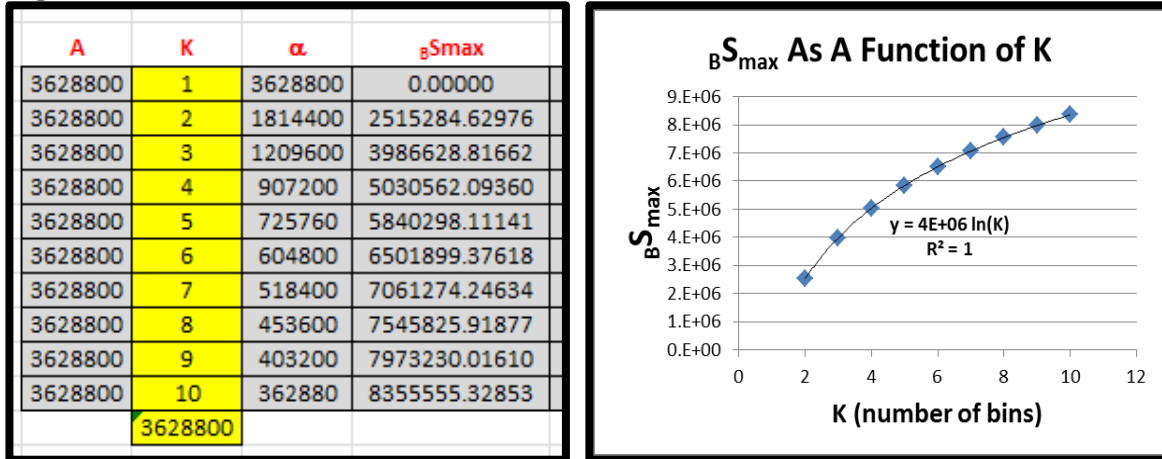 A K α BSmax
3628800 1 3628800 0.00000
3628800 2 1814400 2515284.62976
3628800 3 1209600 3986628.81662
3628800 4 907200 5030562.09360
3628800 5 725760 5840298.11141
3628800 6 604800 6501899.37618
3628800 7 518400 7061274.24634
3628800 8 453600 7545825.91877
3628800 9 403200 7973230.01610
3628800 10 362880 8355555.32853
3628800
BSmax As A Function of K
9.E+06
8.E+06
7.E+06
6.E+06
5.E+06
4.E+06
3.E+06
2.E+06
1.E+06
0.E+00
BSmax
y = 4E+06 ln(K)
R² = 1
0 2 4 6 8 10 12
K (number of bins)